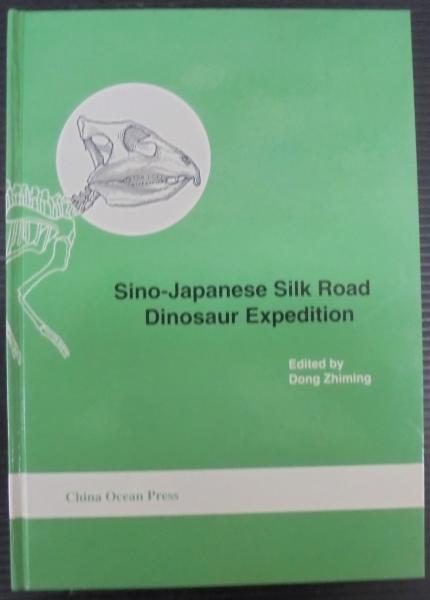 Sino-Japanese Silk Road
Dinosaur Expedition
Edited by
Dong Zhiming
China Ocean Press